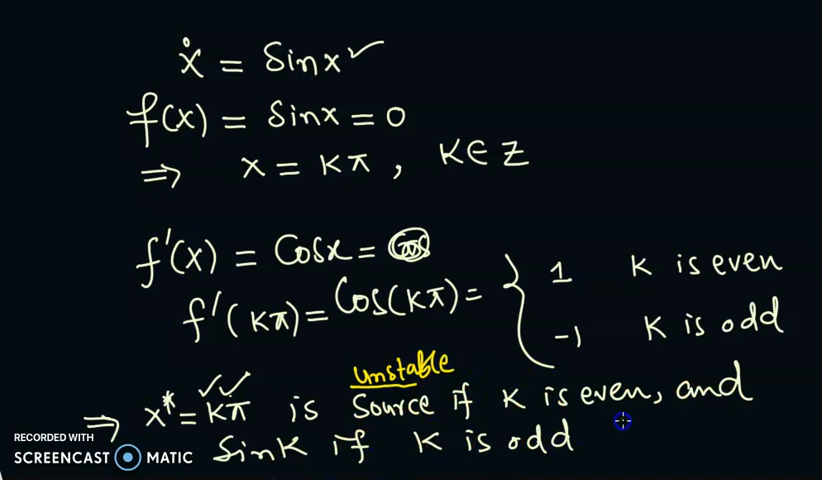 ẋ = Sinx ✓
f(x) = Sinx = 0
⇒ x = kπ , k∈Z
f'(x) = Cosx =
f'(kπ) = Cos(kπ) = { 1 k is even
-1 k is odd
unstable
⇒ x* = kπ is Source if k is even, and
Sink if k is odd
RECORDED WITH
SCREENCAST MATIC